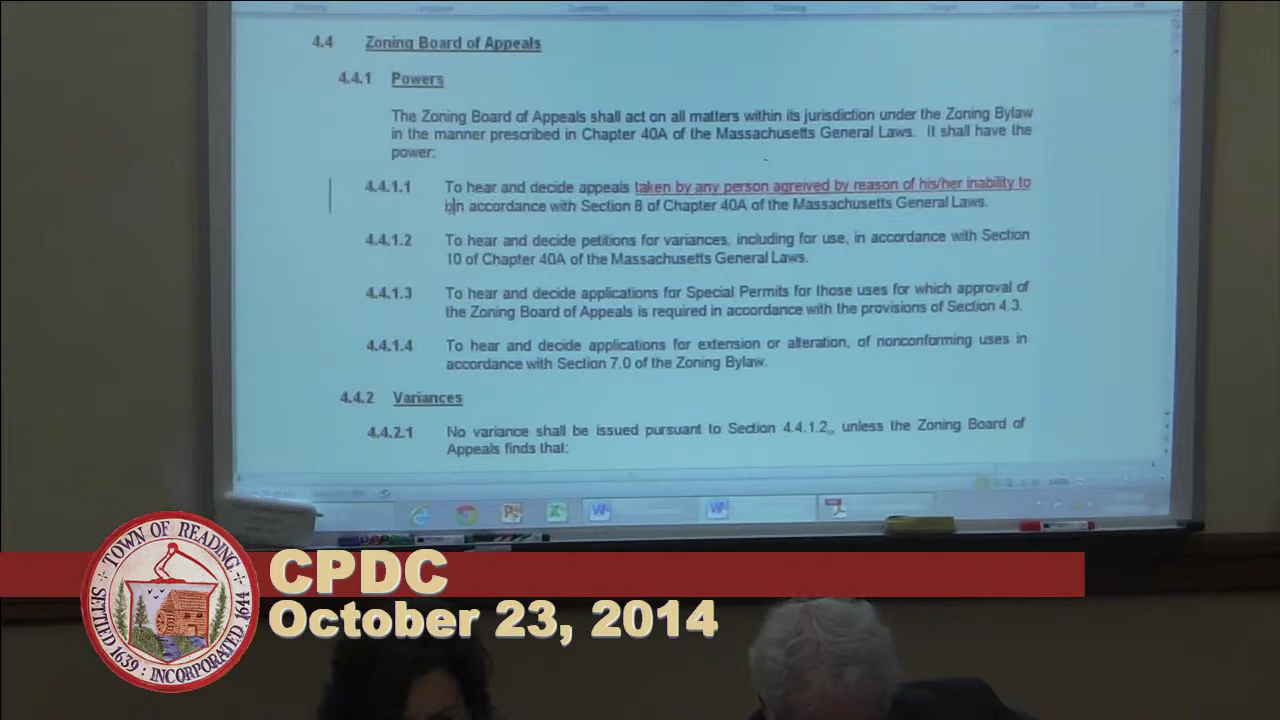 4.4 Zoning Board of Appeals
4.4.1 Powers
The Zoning Board of Appeals shall act on all matters within its jurisdiction under the Zoning Bylaw
in the manner prescribed in Chapter 40A of the Massachusetts General Laws. It shall have the
power:
4.4.1.1 To hear and decide appeals taken by any person agreived by reason of his/her inability to
bin accordance with Section 8 of Chapter 40A of the Massachusetts General Laws.
4.4.1.2 To hear and decide petitions for variances, including for use, in accordance with Section
10 of Chapter 40A of the Massachusetts General Laws.
4.4.1.3 To hear and decide applications for Special Permits for those uses for which approval of
the Zoning Board of Appeals is required in accordance with the provisions of Section 4.3.
4.4.1.4 To hear and decide applications for extension or alteration, of nonconforming uses in
accordance with Section 7.0 of the Zoning Bylaw.
4.4.2 Variances
4.4.2.1 No variance shall be issued pursuant to Section 4.4.1.2,, unless the Zoning Board of
Appeals finds that:
TOWN OF READING
SETTLED 1639 : INCORPORATED 1644
CPDC
October 23, 2014